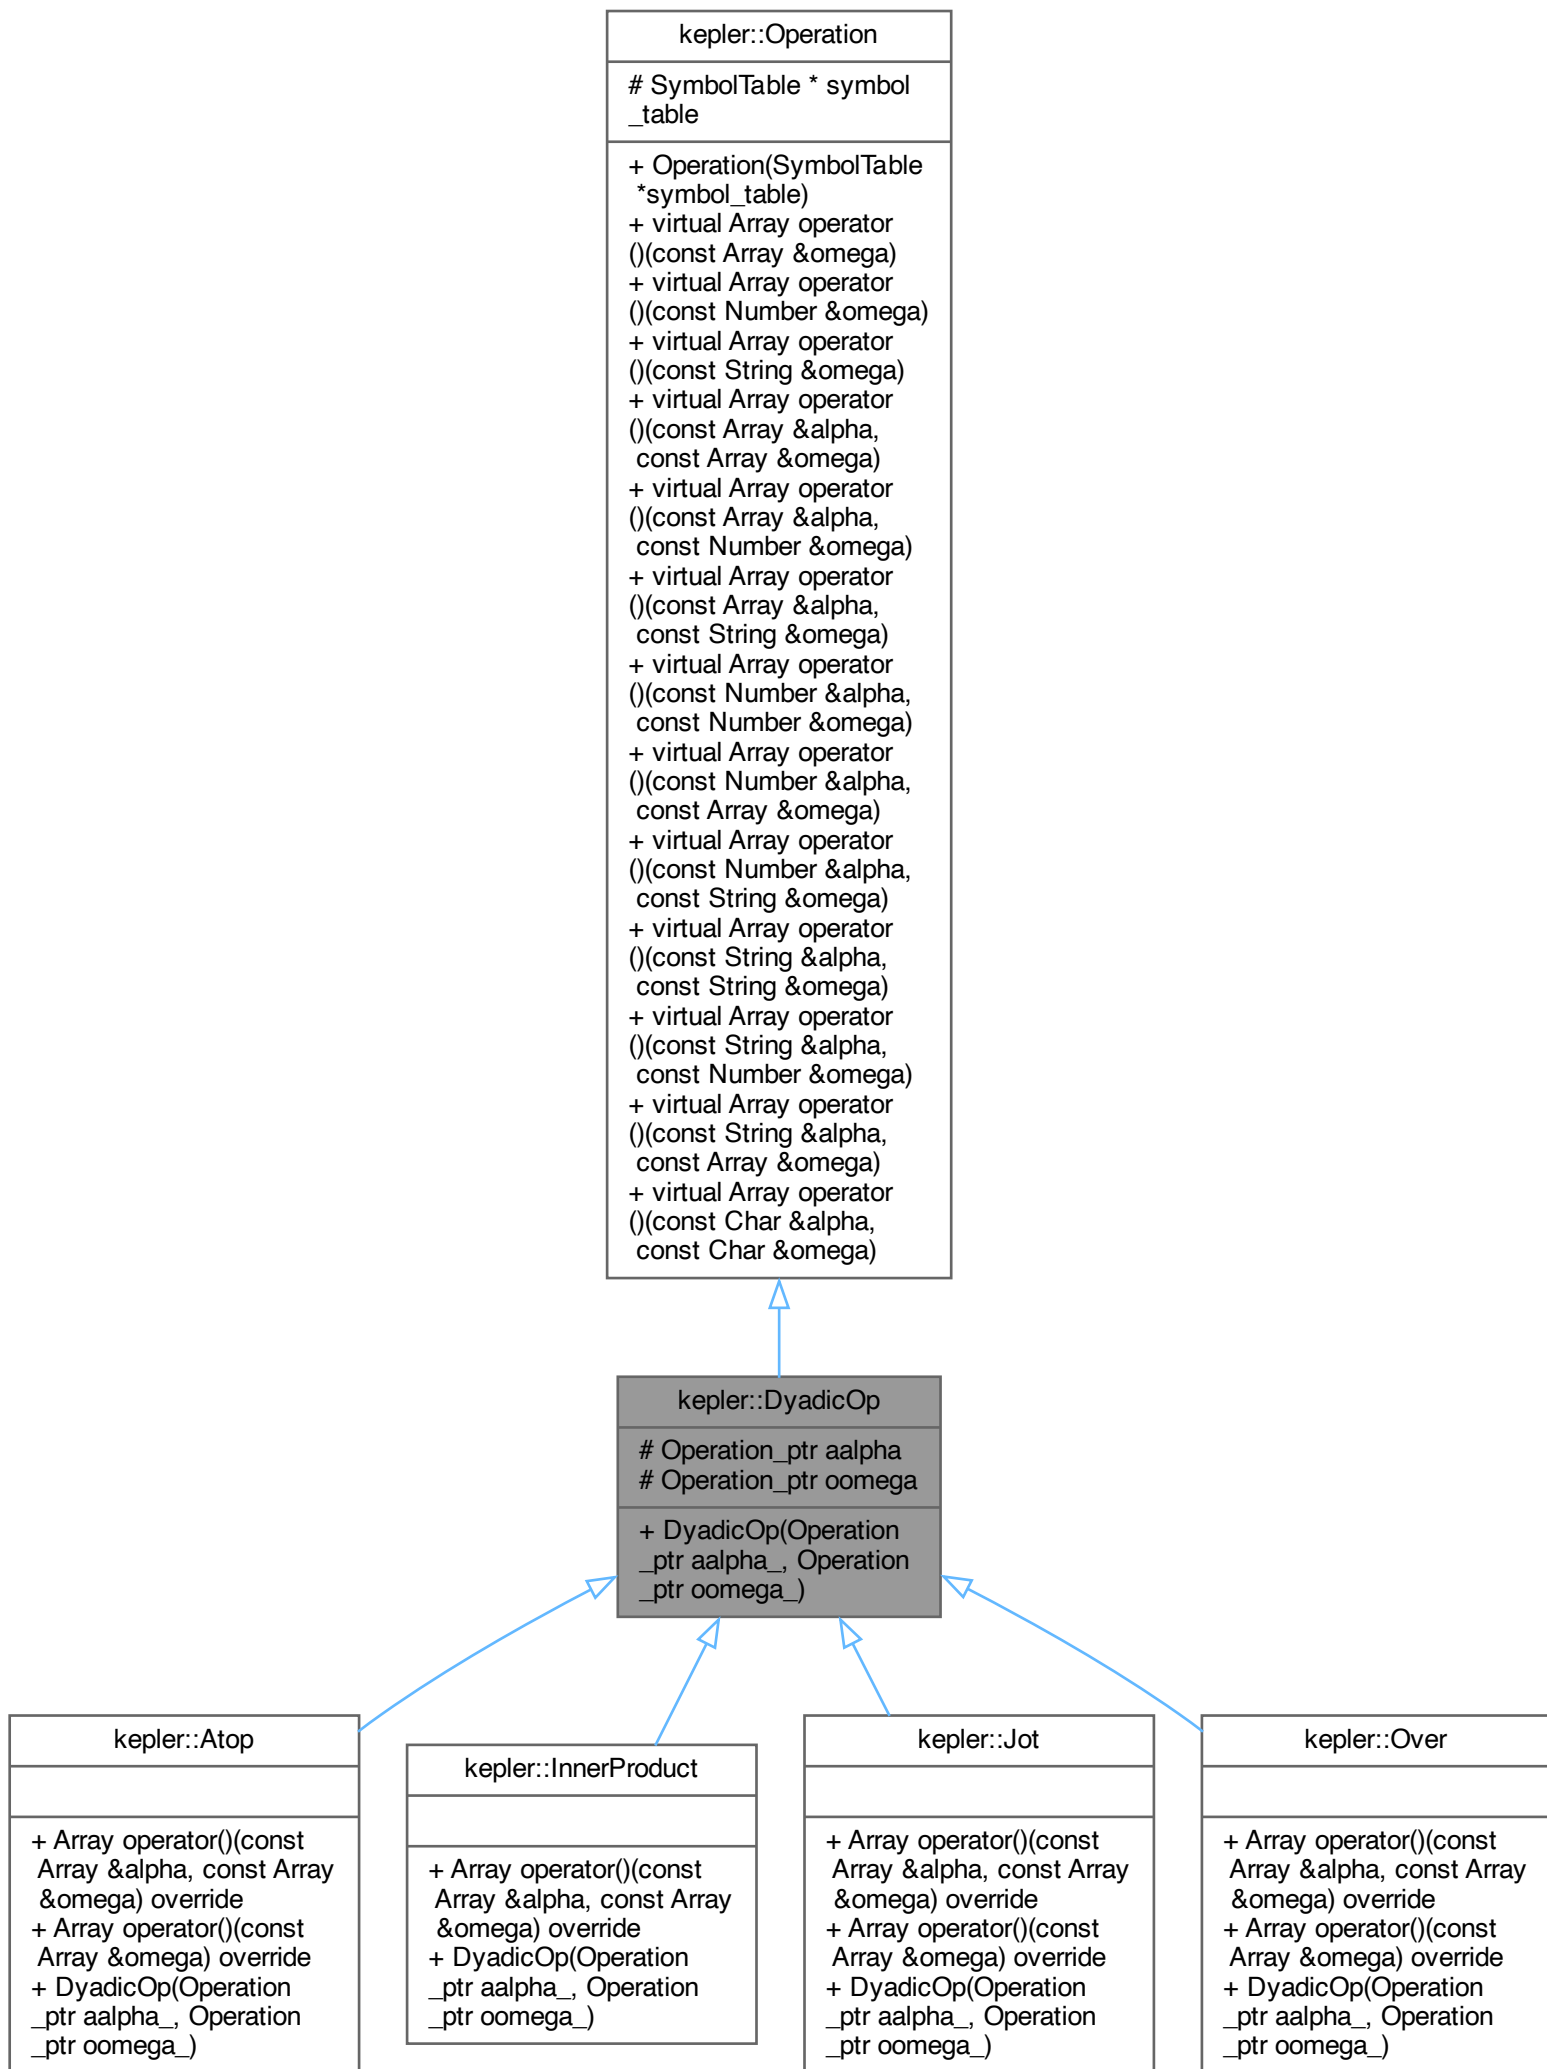 kepler::Operation
# SymbolTable * symbol
_table
+ Operation(SymbolTable
*symbol_table)
+ virtual Array operator
()(const Array &omega)
+ virtual Array operator
()(const Number &omega)
+ virtual Array operator
()(const String &omega)
+ virtual Array operator
()(const Array &alpha,
const Array &omega)
+ virtual Array operator
()(const Array &alpha,
const Number &omega)
+ virtual Array operator
()(const Array &alpha,
const String &omega)
+ virtual Array operator
()(const Number &alpha,
const Number &omega)
+ virtual Array operator
()(const Number &alpha,
const Array &omega)
+ virtual Array operator
()(const Number &alpha,
const String &omega)
+ virtual Array operator
()(const String &alpha,
const String &omega)
+ virtual Array operator
()(const String &alpha,
const Number &omega)
+ virtual Array operator
()(const String &alpha,
const Array &omega)
+ virtual Array operator
()(const Char &alpha,
const Char &omega)
kepler::DyadicOp
# Operation_ptr aalpha
# Operation_ptr oomega
+ DyadicOp(Operation
_ptr aalpha_, Operation
_ptr oomega_)
kepler::Atop
+ Array operator()(const
Array &alpha, const Array
&omega) override
+ Array operator()(const
Array &omega) override
+ DyadicOp(Operation
_ptr aalpha_, Operation
_ptr oomega_)
kepler::InnerProduct
+ Array operator()(const
Array &alpha, const Array
&omega) override
+ DyadicOp(Operation
_ptr aalpha_, Operation
_ptr oomega_)
kepler::Jot
+ Array operator()(const
Array &alpha, const Array
&omega) override
+ Array operator()(const
Array &omega) override
+ DyadicOp(Operation
_ptr aalpha_, Operation
_ptr oomega_)
kepler::Over
+ Array operator()(const
Array &alpha, const Array
&omega) override
+ Array operator()(const
Array &omega) override
+ DyadicOp(Operation
_ptr aalpha_, Operation
_ptr oomega_)